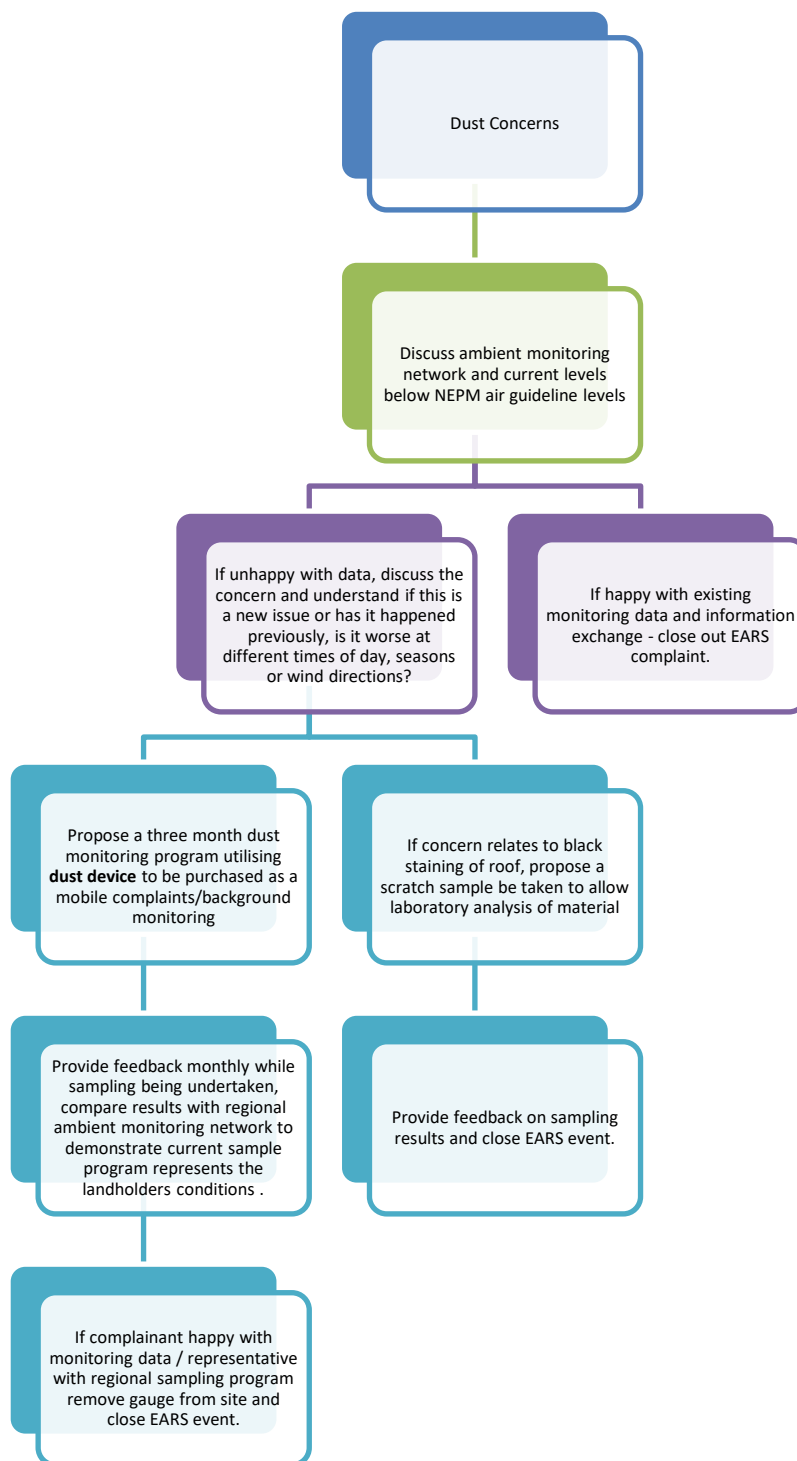 Dust Concerns
Discuss ambient monitoring
network and current levels
below NEPM air guideline levels
If unhappy with data, discuss the
concern and understand if this is
a new issue or has it happened
previously, is it worse at
different times of day, seasons
or wind directions?
If happy with existing
monitoring data and information
exchange - close out EARS
complaint.
Propose a three month dust
monitoring program utilising
dust device to be purchased as a
mobile complaints/background
monitoring
If concern relates to black
staining of roof, propose a
scratch sample be taken to allow
laboratory analysis of material
Provide feedback monthly while
sampling being undertaken,
compare results with regional
ambient monitoring network to
demonstrate current sample
program represents the
landholders conditions .
Provide feedback on sampling
results and close EARS event.
If complainant happy with
monitoring data / representative
with regional sampling program
remove gauge from site and
close EARS event.